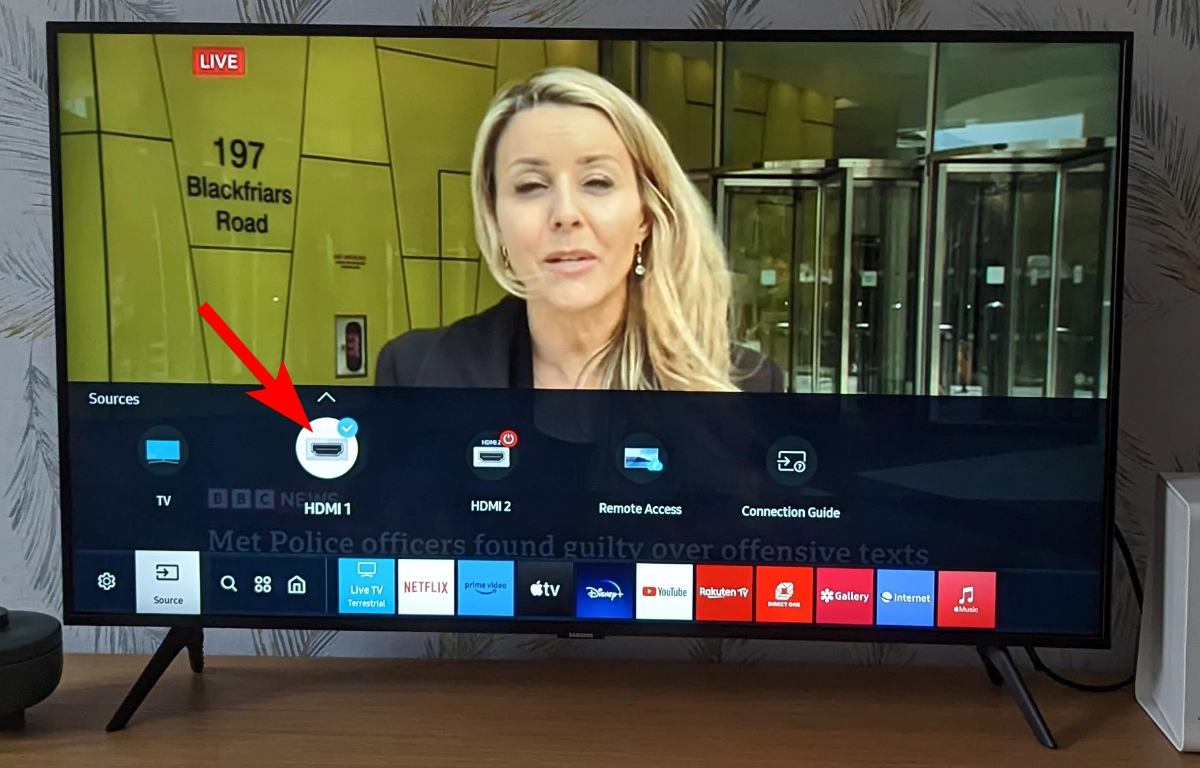 LIVE
197
Blackfriars
Road
Sources
HDMI 2
TV
HDMI 1
HDMI 2
Remote Access
Connection Guide
BBC NEWS
Met Police officers found guilty over offensive texts
Source
Live TV
Terrestrial
NETFLIX
prime video
tv
Disney+
YouTube
Rakuten TV
DIRECT ONE
Gallery
Internet
Music
SAMSUNG